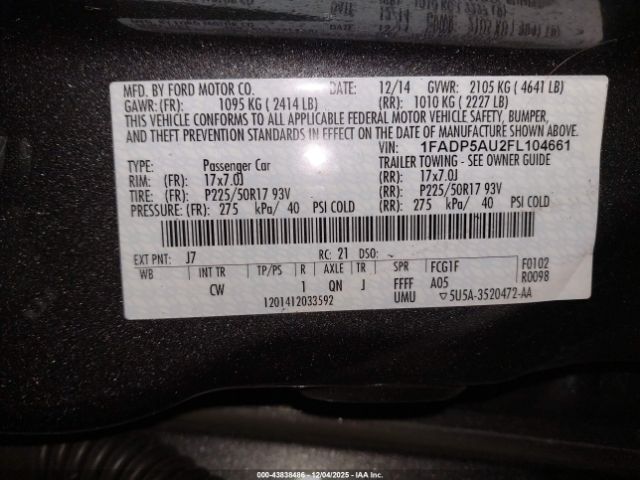 MFD. BY FORD MOTOR CO. DATE: 12/14 GVWR: 2105 KG ( 4641 LB)
GAWR: (FR): 1095 KG ( 2414 LB) (RR): 1010 KG ( 2227 LB)
THIS VEHICLE CONFORMS TO ALL APPLICABLE FEDERAL MOTOR VEHICLE SAFETY, BUMPER,
AND THEFT PREVENTION STANDARDS IN EFFECT ON THE DATE OF MANUFACTURE SHOWN ABOVE.
VIN: 1FADP5AU2FL104661
TYPE: Passenger Car TRAILER TOWING - SEE OWNER GUIDE
RIM: (FR): 17x7.0J (RR): 17x7.0J
TIRE: (FR): P225/50R17 93V (RR): P225/50R17 93V
PRESSURE: (FR): 275 kPa/ 40 PSI COLD (RR): 275 kPa/ 40 PSI COLD
EXT PNT: J7 RC: 21 DSO:
WB INT TR TP/PS R AXLE TR SPR FCG1F F0102
CW 1 QN J FFFF A05 R0098
1201412033592 UMU ▽5U5A-3520472-AA
000-43838486 - 12/04/2025 - IAAI.COM